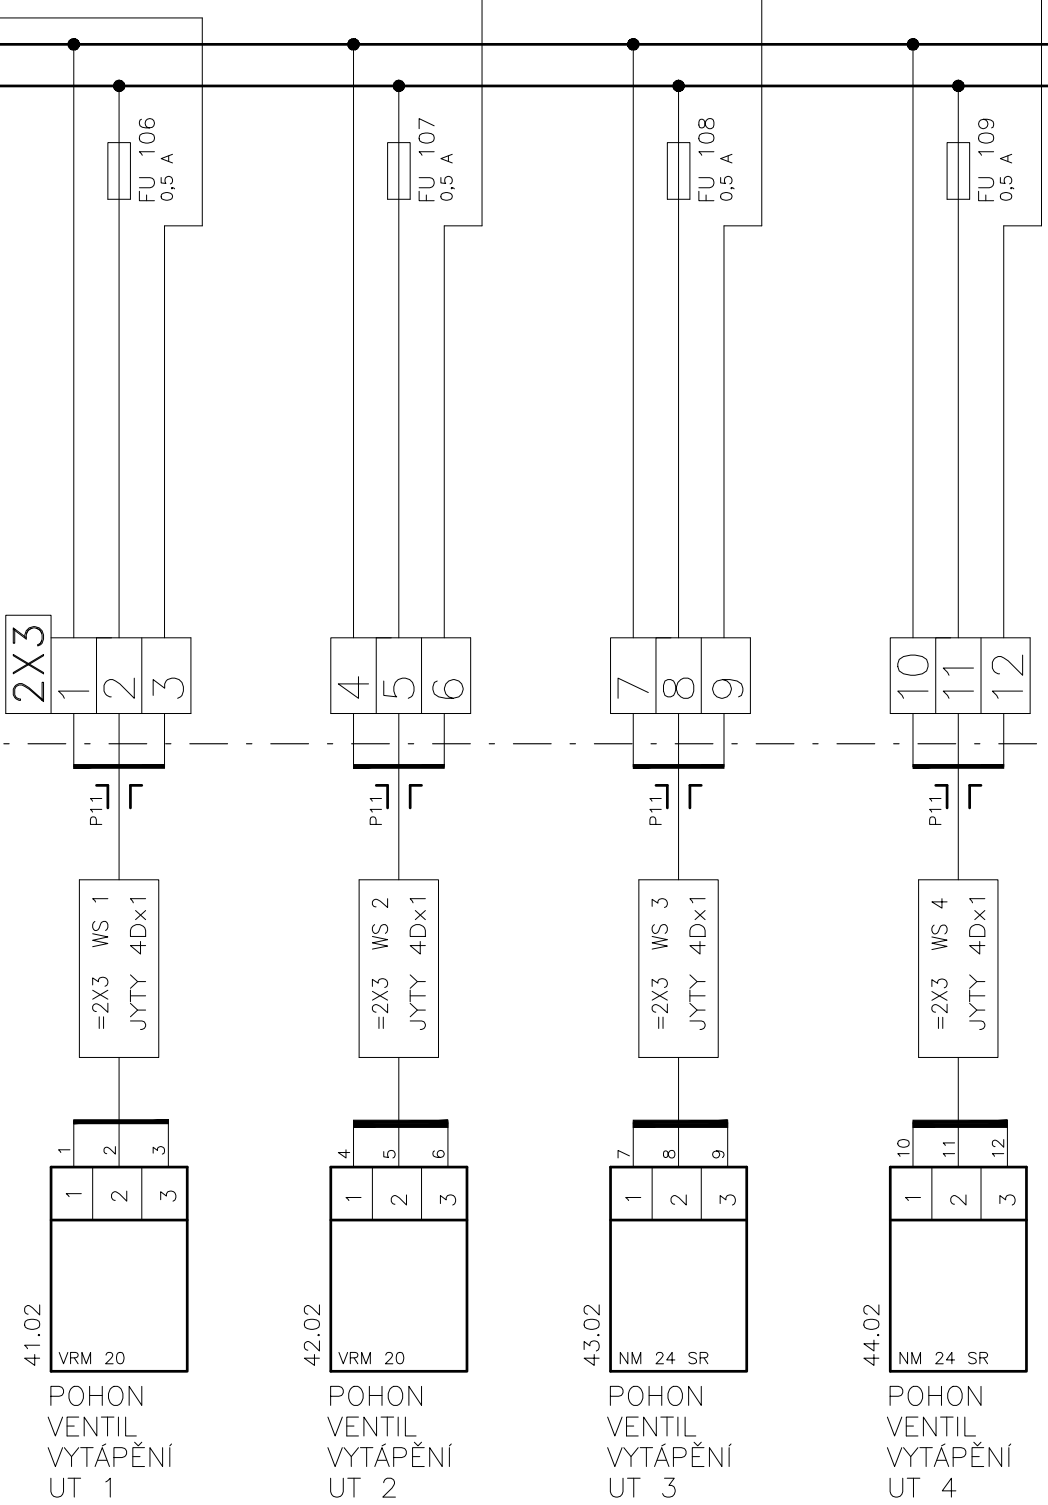 FU 106
0,5 A
FU 107
0,5 A
FU 108
0,5 A
FU 109
0,5 A
2X3
1 2 3
4 5 6
7 8 9
10 11 12
P11
P11
P11
P11
=2X3 WS 1
JYTY 4Dx1
=2X3 WS 2
JYTY 4Dx1
=2X3 WS 3
JYTY 4Dx1
=2X3 WS 4
JYTY 4Dx1
1 2 3
4 5 6
7 8 9
10 11 12
1 2 3
1 2 3
1 2 3
1 2 3
41.02
VRM 20
42.02
VRM 20
43.02
NM 24 SR
44.02
NM 24 SR
POHON
VENTIL
VYTÁPĚNÍ
UT 1
POHON
VENTIL
VYTÁPĚNÍ
UT 2
POHON
VENTIL
VYTÁPĚNÍ
UT 3
POHON
VENTIL
VYTÁPĚNÍ
UT 4